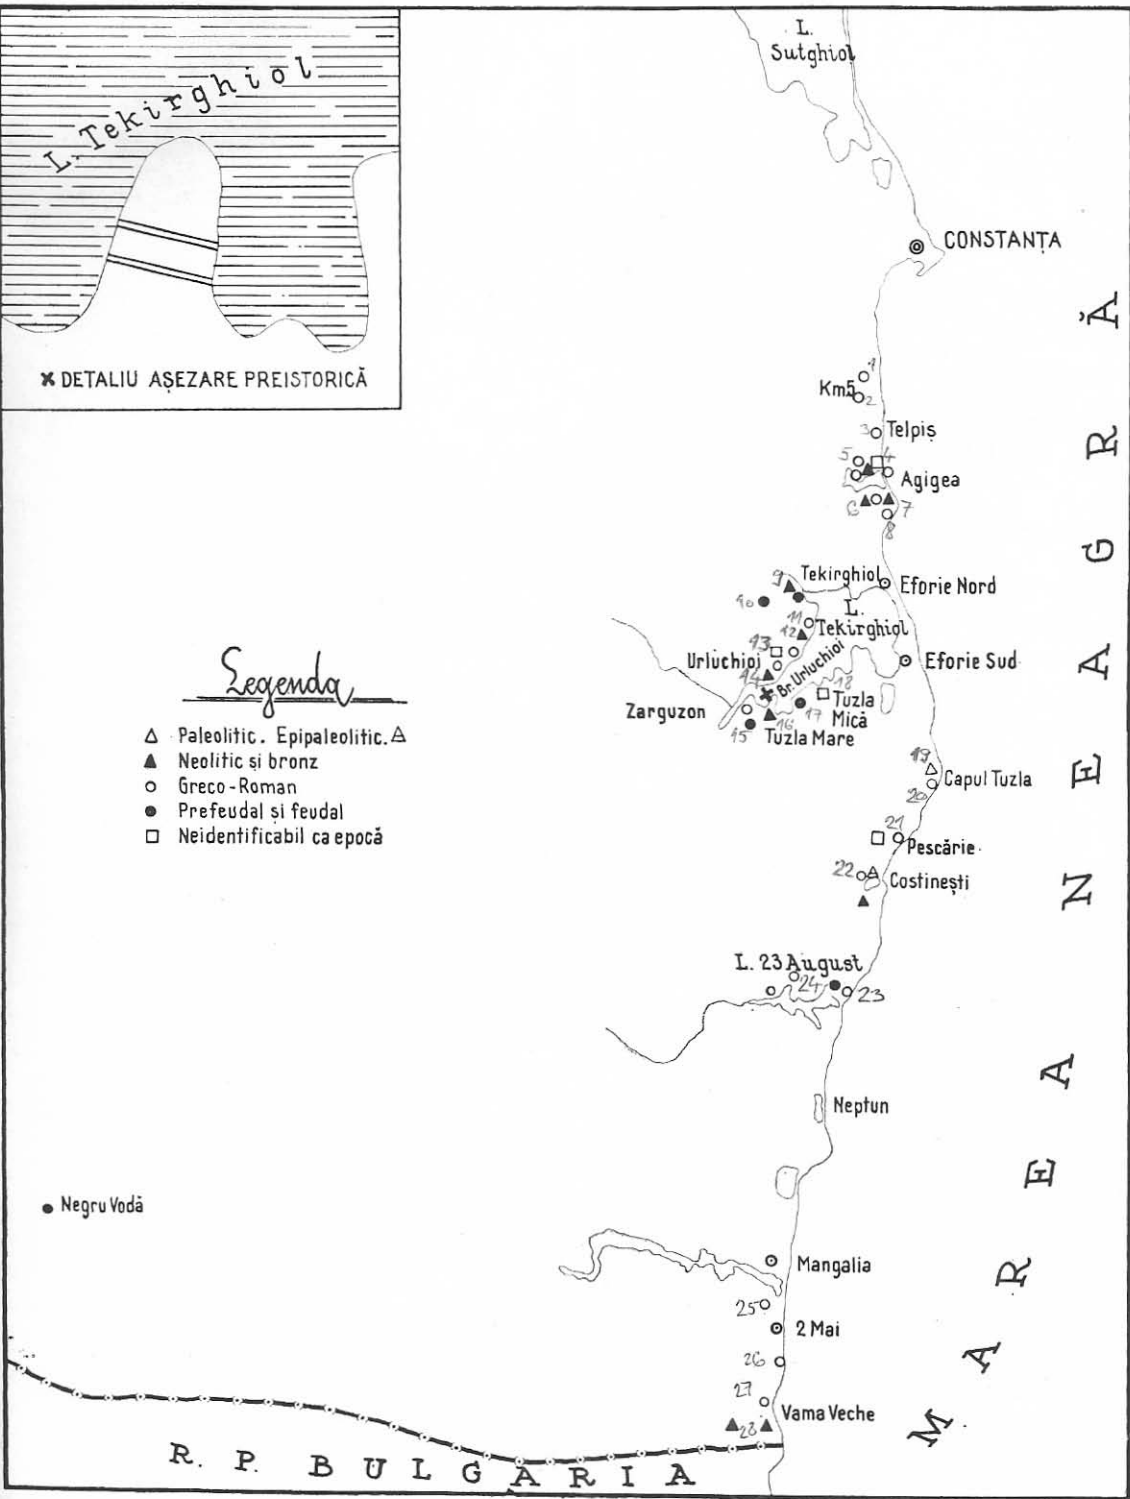 L. Tekirghiol
✖ DETALIU AȘEZARE PREISTORICĂ
L.
Sutghiol
CONSTANȚA
1
Km5
2
3 Telpiș
5 4
Agigea
6 7
8
9 Tekirghiol
Eforie Nord
10
L.
11
12 Tekirghiol
13
Urluchioi
Br. Urluchioi
Eforie Sud
14
18
Zarguzon
17
Tuzla
Mică
16
15
Tuzla Mare
19
Capul Tuzla
20
21
Pescărie
22
Costinești
L. 23 August
24
23
Neptun
Negru Vodă
Mangalia
25
2 Mai
26
27
Vama Veche
28
R. P. BULGARIA
MAREA NEAGRĂ
Legenda
Paleolitic. Epipaleolitic.
Neolitic și bronz
Greco-Roman
Prefeudal și feudal
Neidentificabil ca epocă